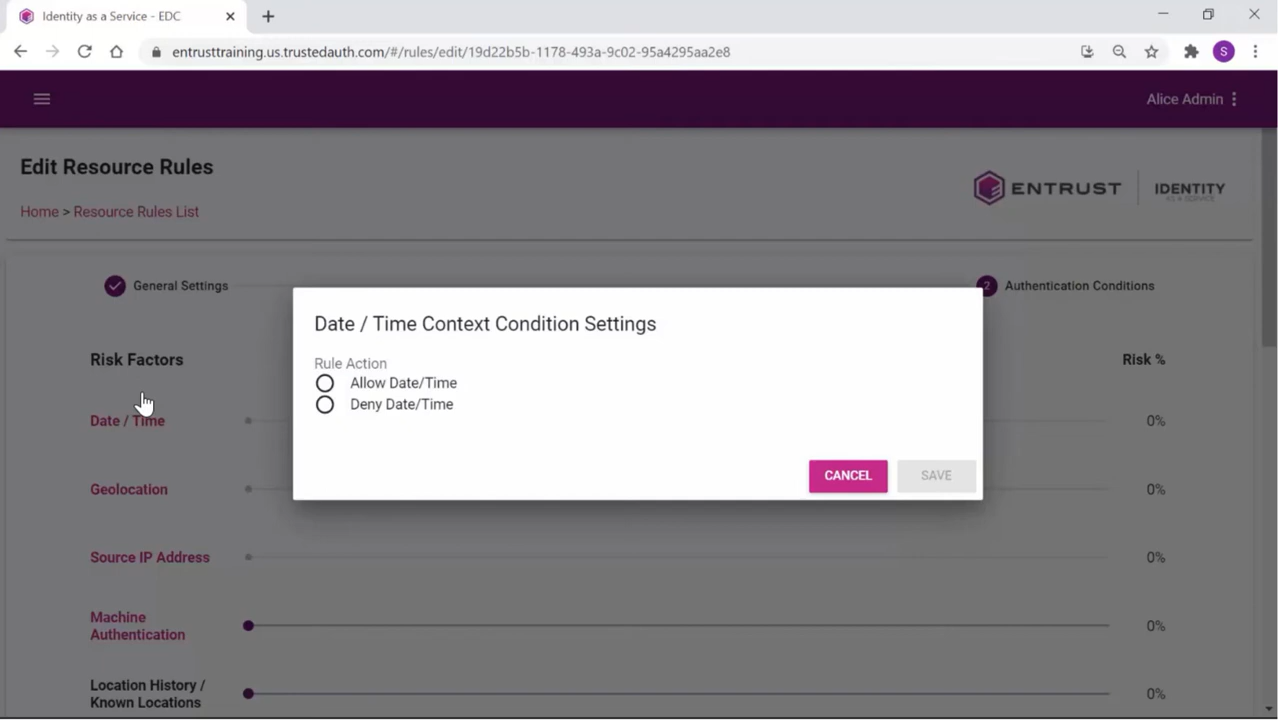 Identity as a Service - EDC
entrusttraining.us.trustedauth.com/#/rules/edit/19d22b5b-1178-493a-9c02-95a4295aa2e8
S
Alice Admin
Edit Resource Rules
ENTRUST
IDENTITY
AS A SERVICE
Home > Resource Rules List
General Settings
2 Authentication Conditions
Date / Time Context Condition Settings
Rule Action
Allow Date/Time
Deny Date/Time
CANCEL
SAVE
Risk Factors
Risk %
Date / Time
0%
Geolocation
0%
Source IP Address
0%
Machine
Authentication
0%
Location History /
Known Locations
0%